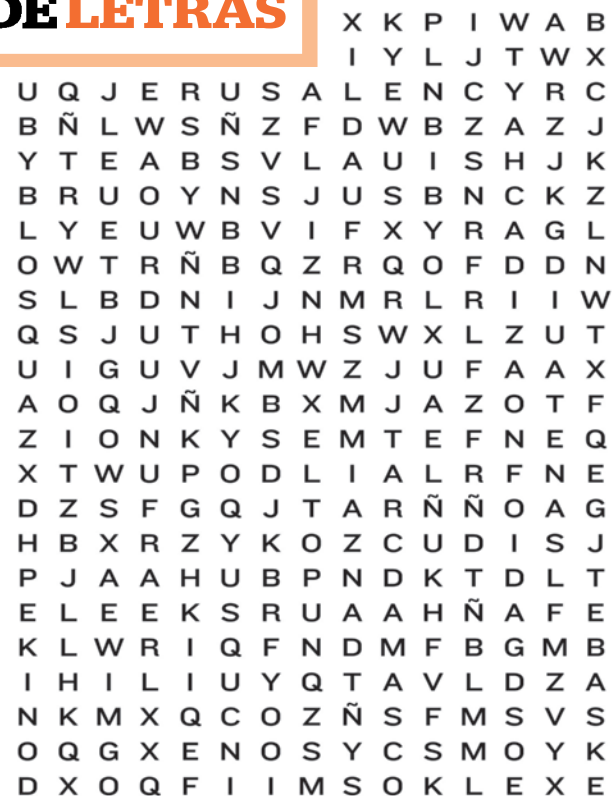 DE LETRAS
X K P I W A B
I Y L J T W X
U Q J E R U S A L E N C Y R C
B Ñ L W S Ñ Z F D W B Z A Z J
Y T E A B S V L A U I S H J K
B R U O Y N S J U S B N C K Z
L Y E U W B V I F X Y R A G L
O W T R Ñ B Q Z R Q O F D D N
S L B D N I J N M R L R I I W
Q S J U T H O H S W X L Z U T
U I G U V J M W Z J U F A A X
A O Q J Ñ K B X M J A Z O T F
Z I O N K Y S E M T E F N E Q
X T W U P O D L I A L R F N E
D Z S F G Q J T A R Ñ Ñ O A G
H B X R Z Y K O Z C U D I S J
P J A A H U B P N D K T D L T
E L E E K S R U A A H Ñ A F E
K L W R I Q F N D M F B G M B
I H I L I U Y Q T A V L D Z A
N K M X Q C O Z Ñ S F M S V S
O Q G X E N O S Y C S M O Y K
D X O Q F I I M S O K L E X E